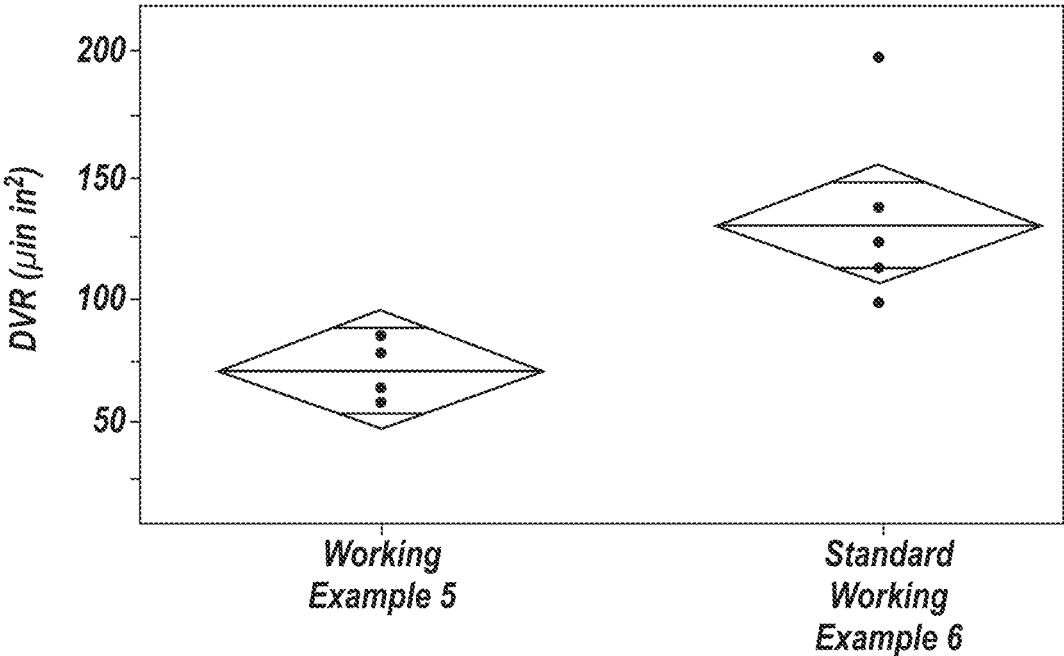 200
150
100
50
DVR (µin in²)
Working
Example 5
Standard
Working
Example 6